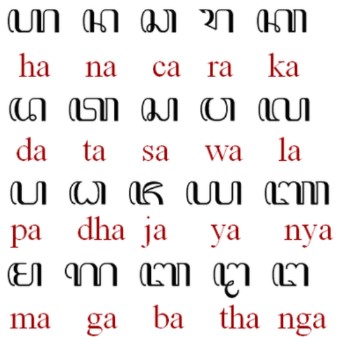 ꦲ ꦤ ꦕ ꦫ ꦏ
ha na ca ra ka
ꦢ ꦠ ꦱ ꦮ ꦭ
da ta sa wa la
ꦥ ꦝ ꦗ ꦪ ꦚ
pa dha ja ya nya
ꦩ ꦒ ꦧ ꦛ ꦔ
ma ga ba tha nga